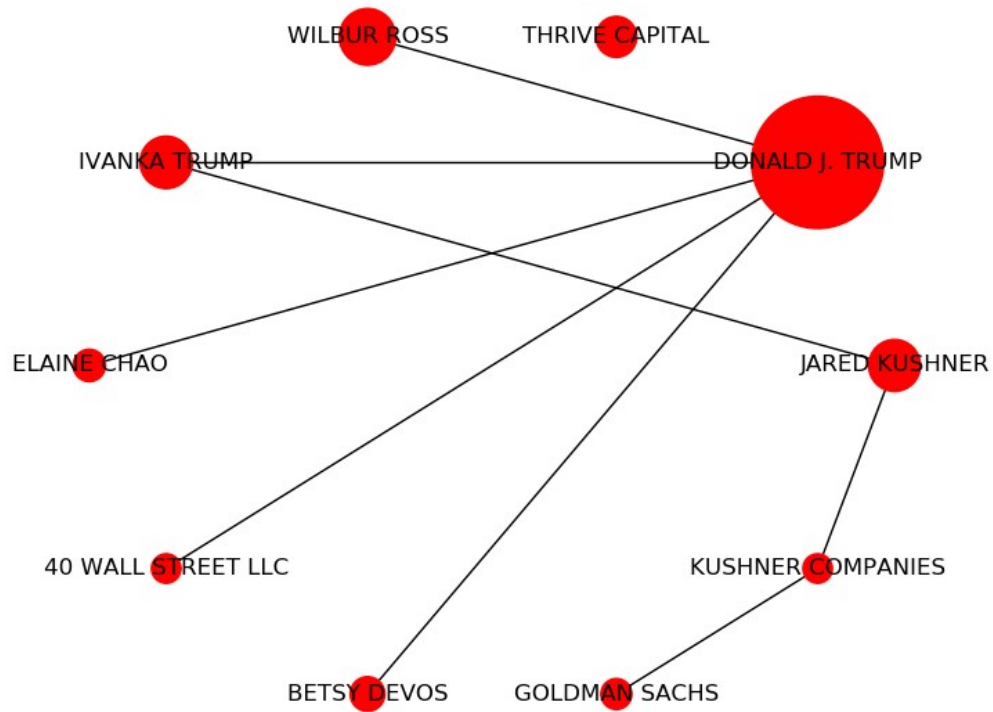 WILBUR ROSS
THRIVE CAPITAL
IVANKA TRUMP
DONALD J. TRUMP
ELAINE CHAO
JARED KUSHNER
40 WALL STREET LLC
KUSHNER COMPANIES
BETSY DEVOS
GOLDMAN SACHS